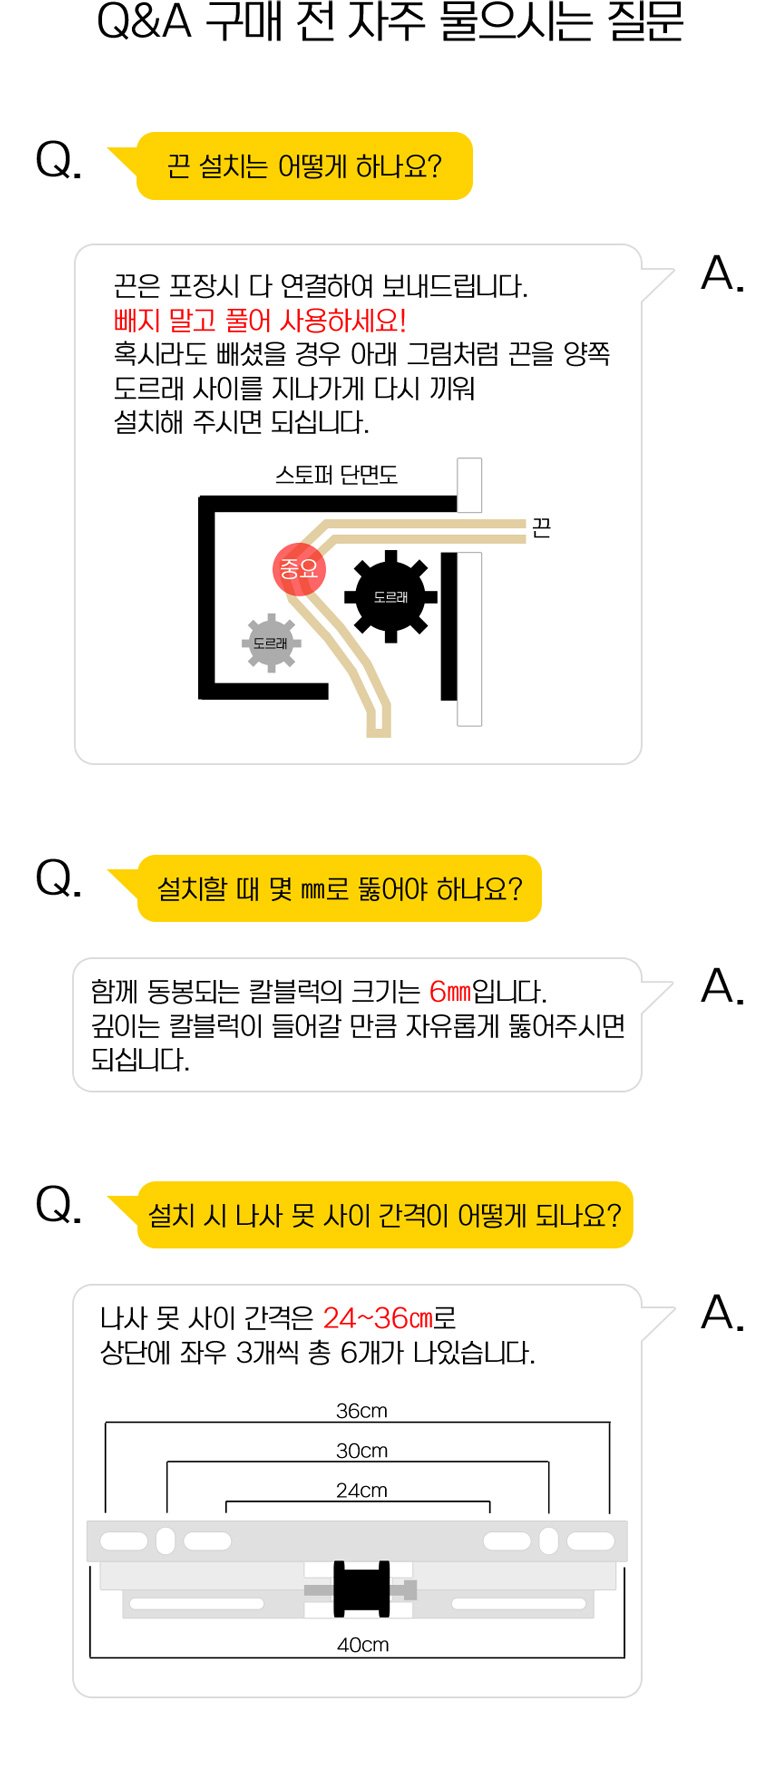 Q&A 구매 전 자주 물으시는 질문
Q.
끈 설치는 어떻게 하나요?
A.
끈은 포장시 다 연결하여 보내드립니다.
빼지 말고 풀어 사용하세요!
혹시라도 빼셨을 경우 아래 그림처럼 끈을 양쪽
도르래 사이를 지나가게 다시 끼워
설치해 주시면 되십니다.
스토퍼 단면도
끈
중요
도르래
도르래
Q.
설치할 때 몇 ㎜로 뚫어야 하나요?
A.
함께 동봉되는 칼블럭의 크기는 6㎜입니다.
깊이는 칼블럭이 들어갈 만큼 자유롭게 뚫어주시면
되십니다.
Q.
설치 시 나사 못 사이 간격이 어떻게 되나요?
A.
나사 못 사이 간격은 24~36㎝로
상단에 좌우 3개씩 총 6개가 나있습니다.
36cm
30cm
24cm
40cm